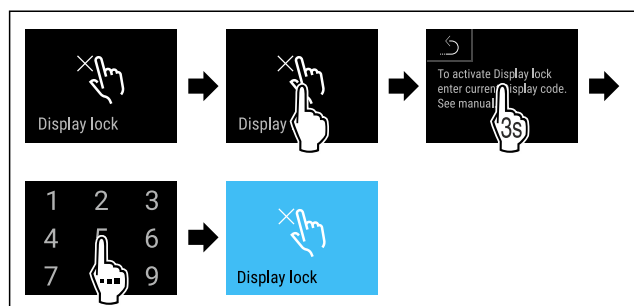 Display lock
Display
To activate Display lock
enter current display code.
See manual.
3s
1 2 3
4 5 6
7 9
Display lock